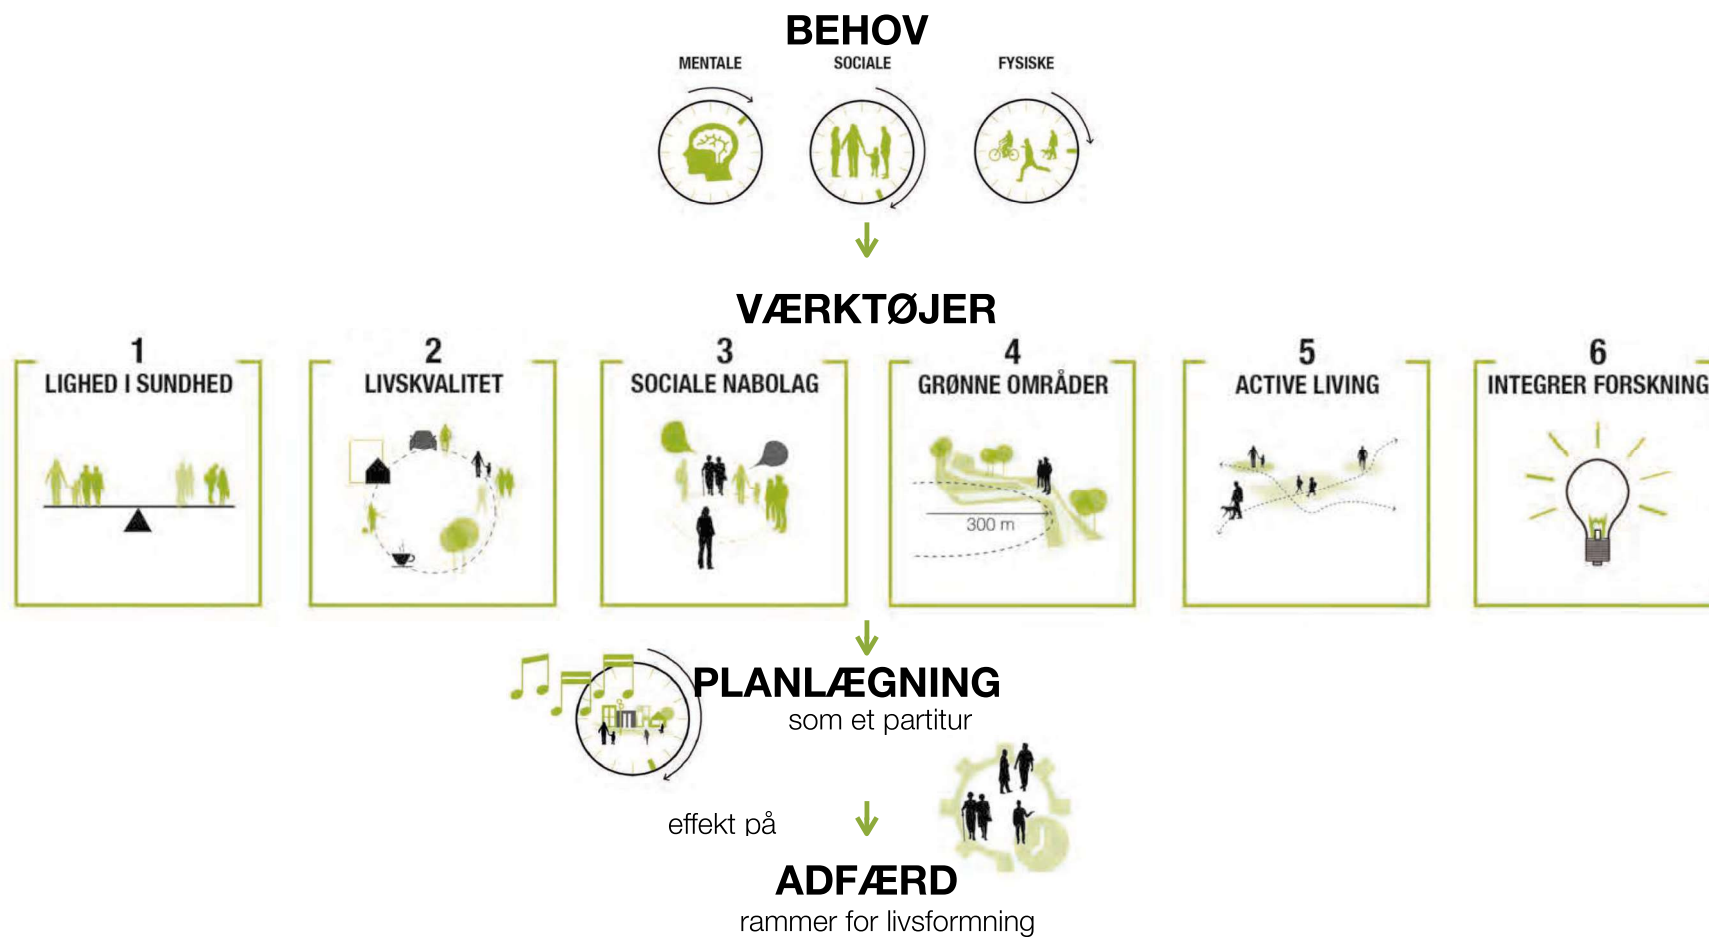 BEHOV
MENTALE
SOCIALE
FYSISKE
VÆRKTØJER
1
LIGHED I SUNDHED
2
LIVSKVALITET
3
SOCIALE NABOLAG
4
GRØNNE OMRÅDER
300 m
5
ACTIVE LIVING
6
INTEGRER FORSKNING
PLANLÆGNING
som et partitur
effekt på
ADFÆRD
rammer for livsformning